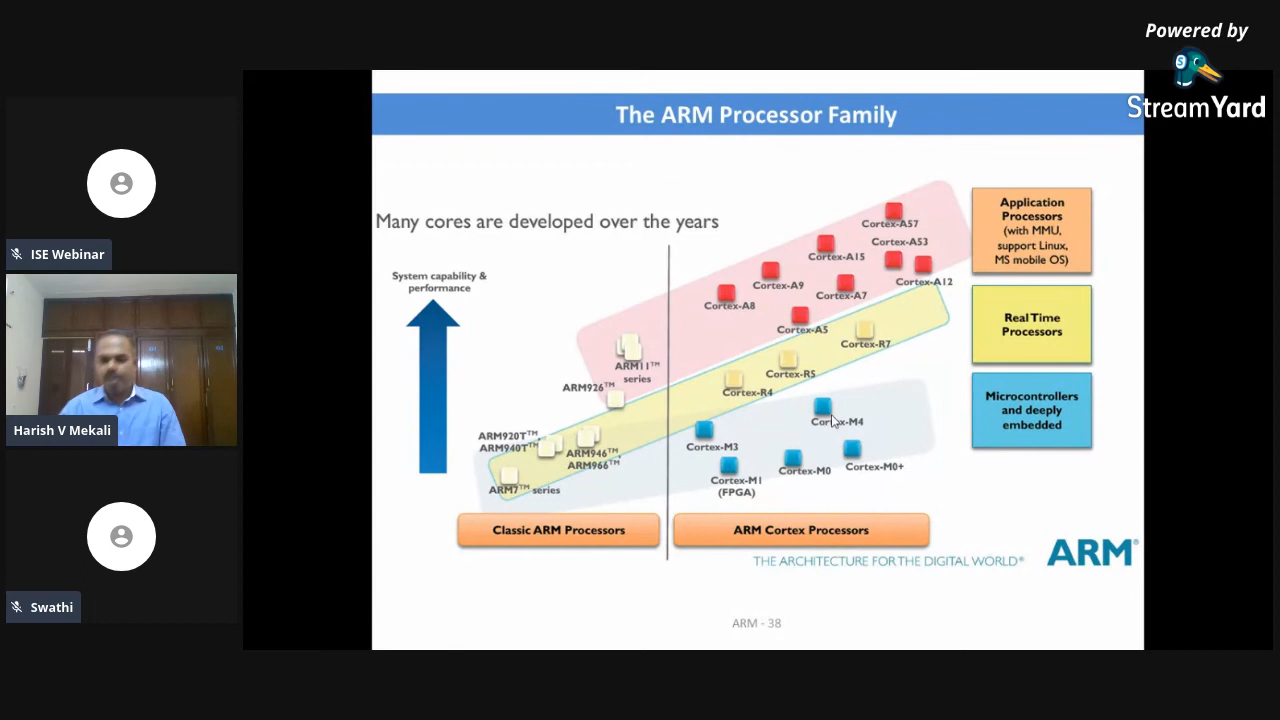 Powered by
StreamYard
ISE Webinar
Harish V Mekali
Swathi
The ARM Processor Family
Many cores are developed over the years
System capability &
performance
Cortex-A57
Cortex-A53
Cortex-A15
Cortex-A12
Cortex-A9
Cortex-A7
Cortex-A8
Cortex-A5
Cortex-R7
Cortex-R5
Cortex-R4
ARM11™
series
ARM926™
ARM920T™
ARM940T™
ARM946™
ARM966™
ARM7™ series
Cortex-M4
Cortex-M3
Cortex-M0
Cortex-M0+
Cortex-M1
(FPGA)
Application
Processors
(with MMU,
support Linux,
MS mobile OS)
Real Time
Processors
Microcontrollers
and deeply
embedded
Classic ARM Processors
ARM Cortex Processors
THE ARCHITECTURE FOR THE DIGITAL WORLD®
ARM®
ARM - 38